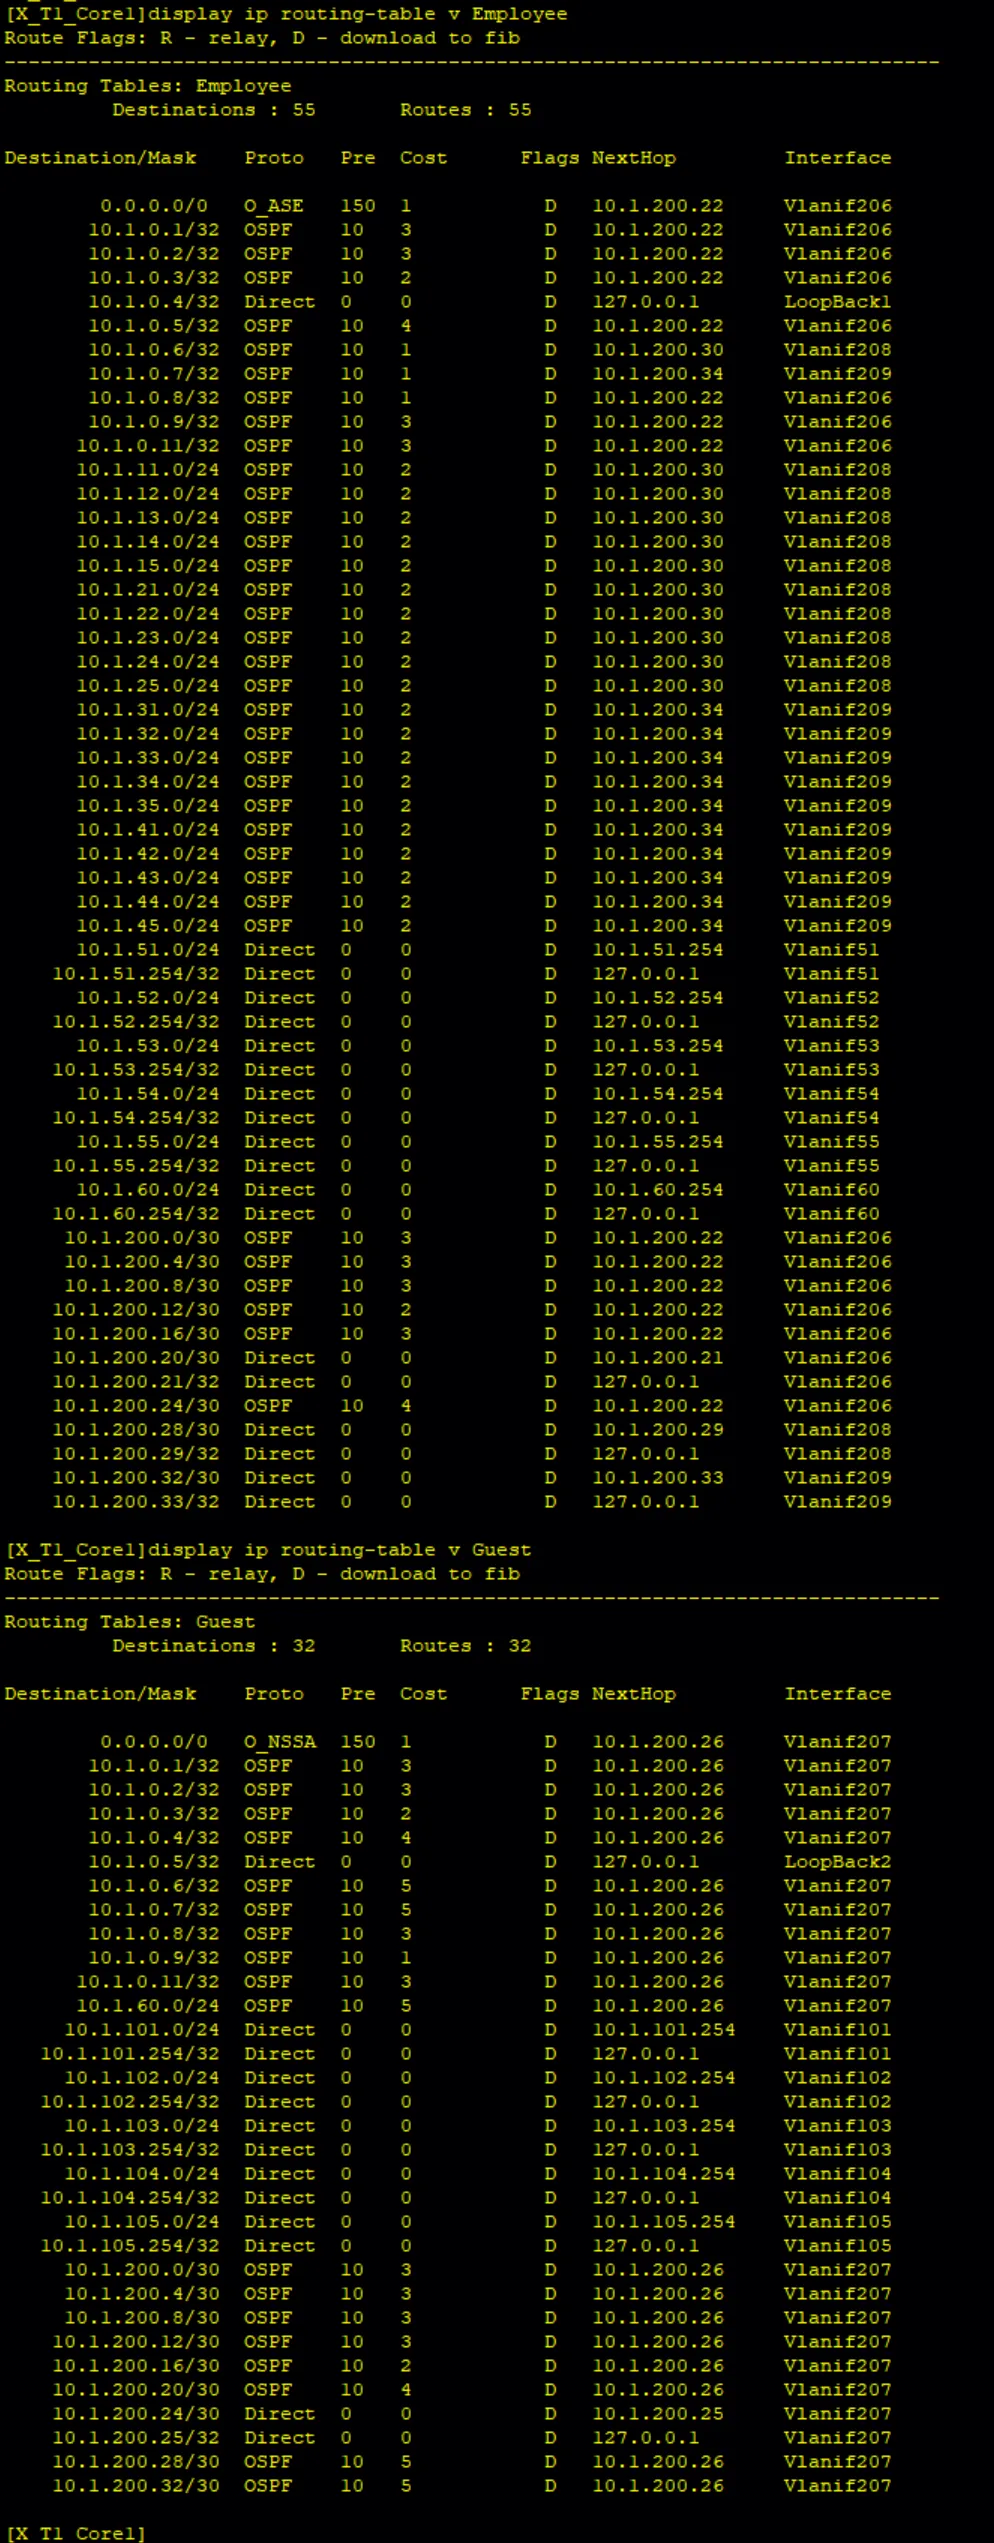 [X_T1_Core1]display ip routing-table v Employee
Route Flags: R - relay, D - download to fib
------------------------------------------------------------------------------
Routing Tables: Employee
         Destinations : 55       Routes : 55

Destination/Mask    Proto   Pre  Cost      Flags NextHop         Interface

        0.0.0.0/0   O_ASE   150  1           D   10.1.200.22     Vlanif206
       10.1.0.1/32  OSPF    10   3           D   10.1.200.22     Vlanif206
       10.1.0.2/32  OSPF    10   3           D   10.1.200.22     Vlanif206
       10.1.0.3/32  OSPF    10   2           D   10.1.200.22     Vlanif206
       10.1.0.4/32  Direct  0    0           D   127.0.0.1       LoopBack1
       10.1.0.5/32  OSPF    10   4           D   10.1.200.22     Vlanif206
       10.1.0.6/32  OSPF    10   1           D   10.1.200.30     Vlanif208
       10.1.0.7/32  OSPF    10   1           D   10.1.200.34     Vlanif209
       10.1.0.8/32  OSPF    10   1           D   10.1.200.22     Vlanif206
       10.1.0.9/32  OSPF    10   3           D   10.1.200.22     Vlanif206
      10.1.0.11/32  OSPF    10   3           D   10.1.200.22     Vlanif206
      10.1.11.0/24  OSPF    10   2           D   10.1.200.30     Vlanif208
      10.1.12.0/24  OSPF    10   2           D   10.1.200.30     Vlanif208
      10.1.13.0/24  OSPF    10   2           D   10.1.200.30     Vlanif208
      10.1.14.0/24  OSPF    10   2           D   10.1.200.30     Vlanif208
      10.1.15.0/24  OSPF    10   2           D   10.1.200.30     Vlanif208
      10.1.21.0/24  OSPF    10   2           D   10.1.200.30     Vlanif208
      10.1.22.0/24  OSPF    10   2           D   10.1.200.30     Vlanif208
      10.1.23.0/24  OSPF    10   2           D   10.1.200.30     Vlanif208
      10.1.24.0/24  OSPF    10   2           D   10.1.200.30     Vlanif208
      10.1.25.0/24  OSPF    10   2           D   10.1.200.30     Vlanif208
      10.1.31.0/24  OSPF    10   2           D   10.1.200.34     Vlanif209
      10.1.32.0/24  OSPF    10   2           D   10.1.200.34     Vlanif209
      10.1.33.0/24  OSPF    10   2           D   10.1.200.34     Vlanif209
      10.1.34.0/24  OSPF    10   2           D   10.1.200.34     Vlanif209
      10.1.35.0/24  OSPF    10   2           D   10.1.200.34     Vlanif209
      10.1.41.0/24  OSPF    10   2           D   10.1.200.34     Vlanif209
      10.1.42.0/24  OSPF    10   2           D   10.1.200.34     Vlanif209
      10.1.43.0/24  OSPF    10   2           D   10.1.200.34     Vlanif209
      10.1.44.0/24  OSPF    10   2           D   10.1.200.34     Vlanif209
      10.1.45.0/24  OSPF    10   2           D   10.1.200.34     Vlanif209
      10.1.51.0/24  Direct  0    0           D   10.1.51.254     Vlanif51
    10.1.51.254/32  Direct  0    0           D   127.0.0.1       Vlanif51
      10.1.52.0/24  Direct  0    0           D   10.1.52.254     Vlanif52
    10.1.52.254/32  Direct  0    0           D   127.0.0.1       Vlanif52
      10.1.53.0/24  Direct  0    0           D   10.1.53.254     Vlanif53
    10.1.53.254/32  Direct  0    0           D   127.0.0.1       Vlanif53
      10.1.54.0/24  Direct  0    0           D   10.1.54.254     Vlanif54
    10.1.54.254/32  Direct  0    0           D   127.0.0.1       Vlanif54
      10.1.55.0/24  Direct  0    0           D   10.1.55.254     Vlanif55
    10.1.55.254/32  Direct  0    0           D   127.0.0.1       Vlanif55
      10.1.60.0/24  Direct  0    0           D   10.1.60.254     Vlanif60
    10.1.60.254/32  Direct  0    0           D   127.0.0.1       Vlanif60
     10.1.200.0/30  OSPF    10   3           D   10.1.200.22     Vlanif206
     10.1.200.4/30  OSPF    10   3           D   10.1.200.22     Vlanif206
     10.1.200.8/30  OSPF    10   3           D   10.1.200.22     Vlanif206
    10.1.200.12/30  OSPF    10   2           D   10.1.200.22     Vlanif206
    10.1.200.16/30  OSPF    10   3           D   10.1.200.22     Vlanif206
    10.1.200.20/30  Direct  0    0           D   10.1.200.21     Vlanif206
    10.1.200.21/32  Direct  0    0           D   127.0.0.1       Vlanif206
    10.1.200.24/30  OSPF    10   4           D   10.1.200.22     Vlanif206
    10.1.200.28/30  Direct  0    0           D   10.1.200.29     Vlanif208
    10.1.200.29/32  Direct  0    0           D   127.0.0.1       Vlanif208
    10.1.200.32/30  Direct  0    0           D   10.1.200.33     Vlanif209
    10.1.200.33/32  Direct  0    0           D   127.0.0.1       Vlanif209

[X_T1_Core1]display ip routing-table v Guest
Route Flags: R - relay, D - download to fib
------------------------------------------------------------------------------
Routing Tables: Guest
         Destinations : 32       Routes : 32

Destination/Mask    Proto   Pre  Cost      Flags NextHop         Interface

        0.0.0.0/0   O_NSSA  150  1           D   10.1.200.26     Vlanif207
       10.1.0.1/32  OSPF    10   3           D   10.1.200.26     Vlanif207
       10.1.0.2/32  OSPF    10   3           D   10.1.200.26     Vlanif207
       10.1.0.3/32  OSPF    10   2           D   10.1.200.26     Vlanif207
       10.1.0.4/32  OSPF    10   4           D   10.1.200.26     Vlanif207
       10.1.0.5/32  Direct  0    0           D   127.0.0.1       LoopBack2
       10.1.0.6/32  OSPF    10   5           D   10.1.200.26     Vlanif207
       10.1.0.7/32  OSPF    10   5           D   10.1.200.26     Vlanif207
       10.1.0.8/32  OSPF    10   3           D   10.1.200.26     Vlanif207
       10.1.0.9/32  OSPF    10   1           D   10.1.200.26     Vlanif207
      10.1.0.11/32  OSPF    10   3           D   10.1.200.26     Vlanif207
      10.1.60.0/24  OSPF    10   5           D   10.1.200.26     Vlanif207
     10.1.101.0/24  Direct  0    0           D   10.1.101.254    Vlanif101
   10.1.101.254/32  Direct  0    0           D   127.0.0.1       Vlanif101
     10.1.102.0/24  Direct  0    0           D   10.1.102.254    Vlanif102
   10.1.102.254/32  Direct  0    0           D   127.0.0.1       Vlanif102
     10.1.103.0/24  Direct  0    0           D   10.1.103.254    Vlanif103
   10.1.103.254/32  Direct  0    0           D   127.0.0.1       Vlanif103
     10.1.104.0/24  Direct  0    0           D   10.1.104.254    Vlanif104
   10.1.104.254/32  Direct  0    0           D   127.0.0.1       Vlanif104
     10.1.105.0/24  Direct  0    0           D   10.1.105.254    Vlanif105
   10.1.105.254/32  Direct  0    0           D   127.0.0.1       Vlanif105
     10.1.200.0/30  OSPF    10   3           D   10.1.200.26     Vlanif207
     10.1.200.4/30  OSPF    10   3           D   10.1.200.26     Vlanif207
     10.1.200.8/30  OSPF    10   3           D   10.1.200.26     Vlanif207
    10.1.200.12/30  OSPF    10   3           D   10.1.200.26     Vlanif207
    10.1.200.16/30  OSPF    10   2           D   10.1.200.26     Vlanif207
    10.1.200.20/30  OSPF    10   4           D   10.1.200.26     Vlanif207
    10.1.200.24/30  Direct  0    0           D   10.1.200.25     Vlanif207
    10.1.200.25/32  Direct  0    0           D   127.0.0.1       Vlanif207
    10.1.200.28/30  OSPF    10   5           D   10.1.200.26     Vlanif207
    10.1.200.32/30  OSPF    10   5           D   10.1.200.26     Vlanif207

[X_T1_Core1]